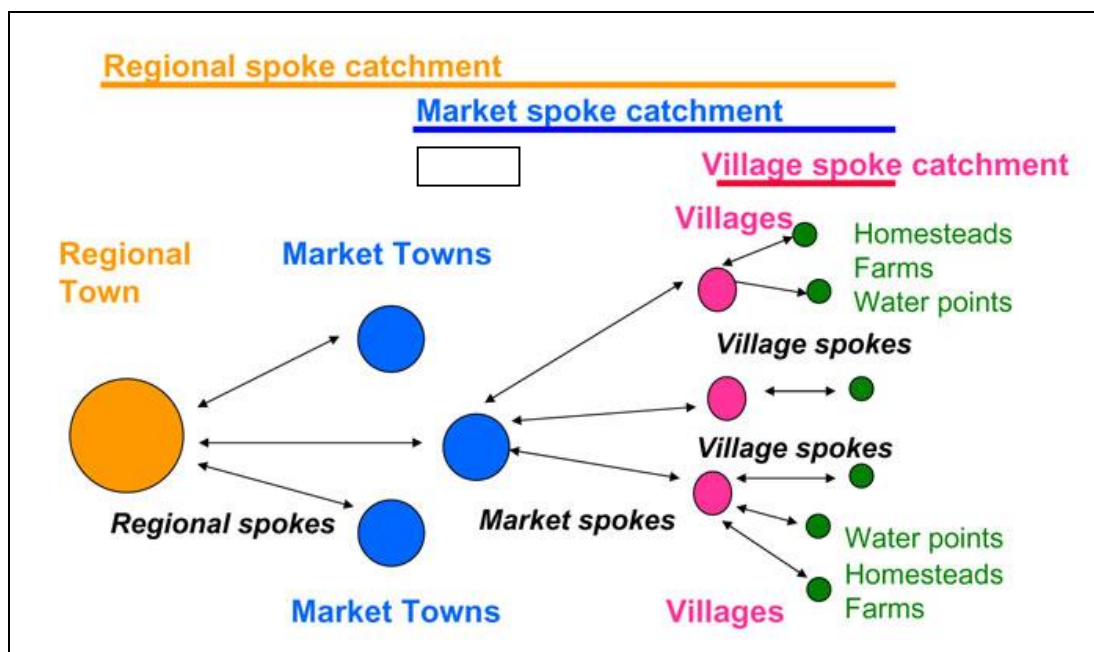 Regional spoke catchment
Market spoke catchment
Village spoke catchment
Villages
Regional
Town
Market Towns
Homesteads
Farms
Water points
Village spokes
Village spokes
Regional spokes
Market spokes
Water points
Homesteads
Farms
Market Towns
Villages